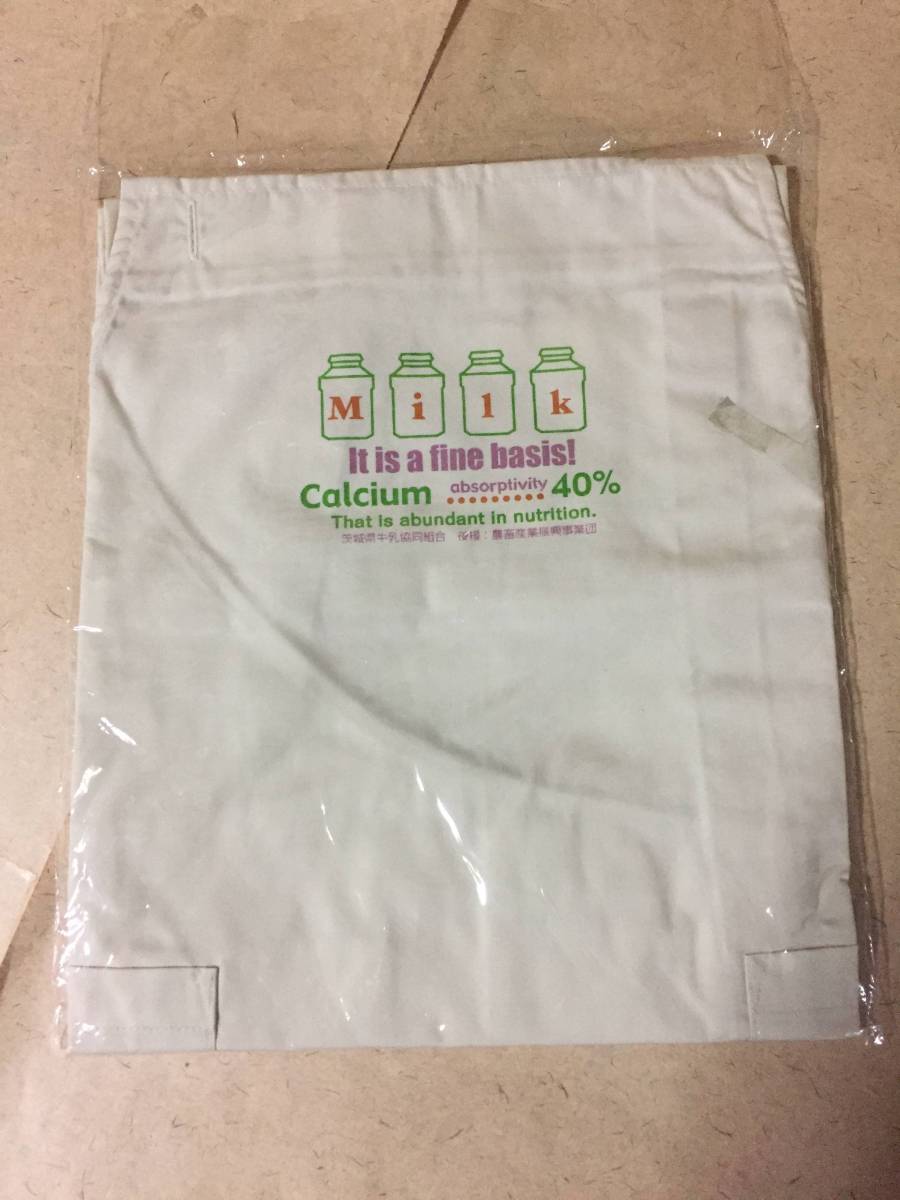 Milk
It is a fine basis!
Calcium absorptivity 40%
That is abundant in nutrition.
茨城県牛乳協同組合 後援：農畜産業振興事業団